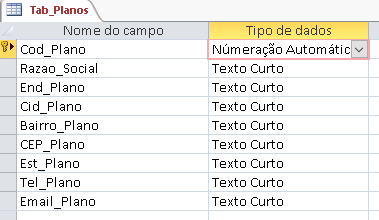 Tab_Planos
Nome do campo Tipo de dados
Cod_Plano Númeração Automátic
Razao_Social Texto Curto
End_Plano Texto Curto
Cid_Plano Texto Curto
Bairro_Plano Texto Curto
CEP_Plano Texto Curto
Est_Plano Texto Curto
Tel_Plano Texto Curto
Email_Plano Texto Curto